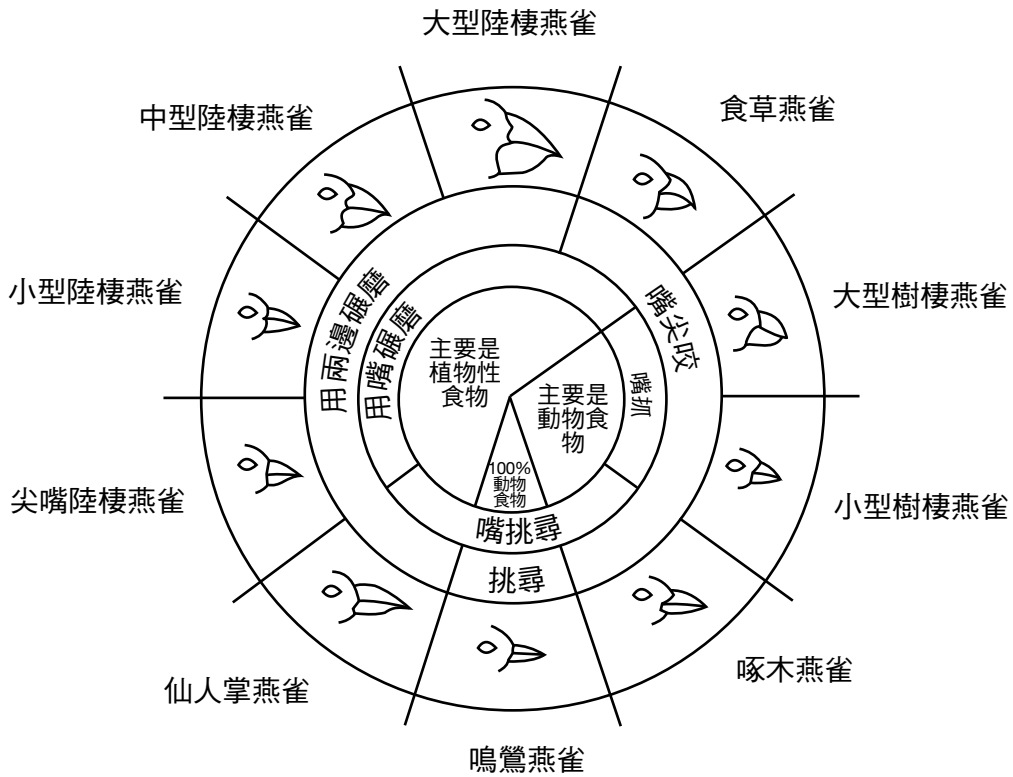 大型陸棲燕雀
中型陸棲燕雀
食草燕雀
小型陸棲燕雀
大型樹棲燕雀
用兩邊碾磨
用嘴碾磨
嘴尖咬
嘴抓
主要是
植物性
食物
主要是
動物食
物
100%
動物
食物
嘴挑尋
挑尋
尖嘴陸棲燕雀
小型樹棲燕雀
仙人掌燕雀
啄木燕雀
鳴鶯燕雀